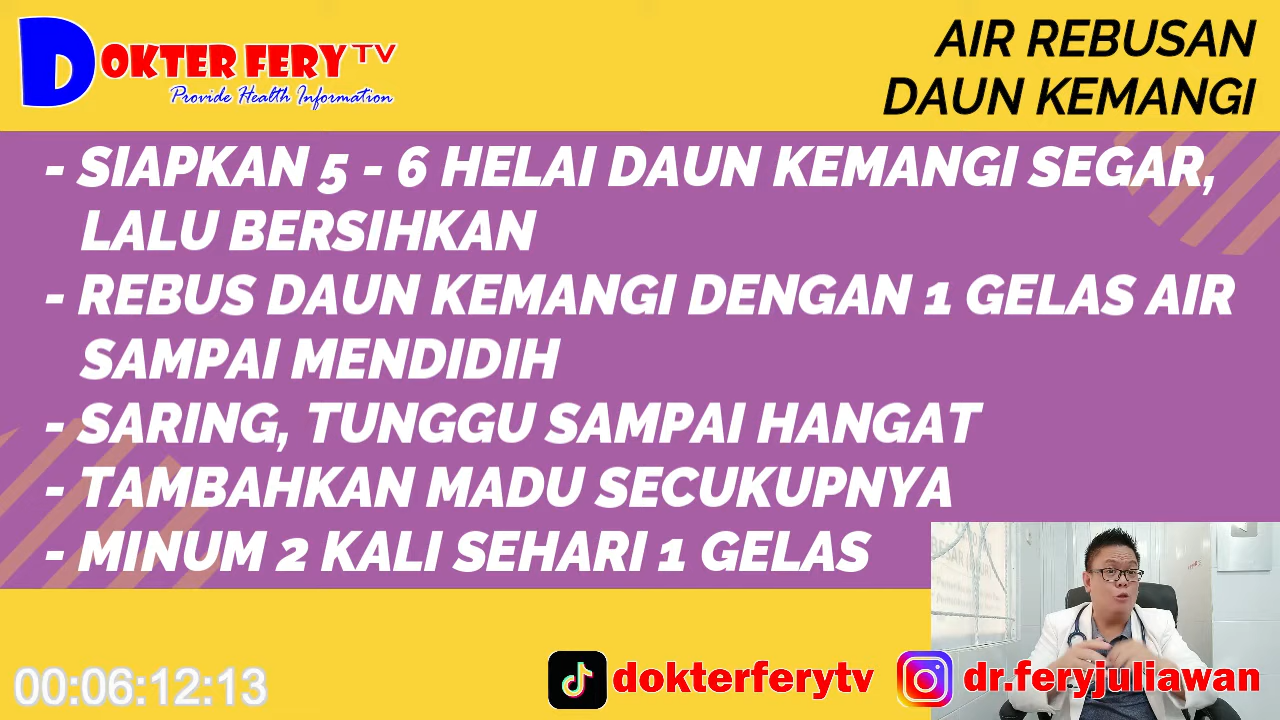 DOKTER FERY TV
Provide Health Information
AIR REBUSAN
DAUN KEMANGI
- SIAPKAN 5 - 6 HELAI DAUN KEMANGI SEGAR,
LALU BERSIHKAN
- REBUS DAUN KEMANGI DENGAN 1 GELAS AIR
SAMPAI MENDIDIH
- SARING, TUNGGU SAMPAI HANGAT
- TAMBAHKAN MADU SECUKUPNYA
- MINUM 2 KALI SEHARI 1 GELAS
00:06:12:13
dokterferytv
dr.feryjuliawan